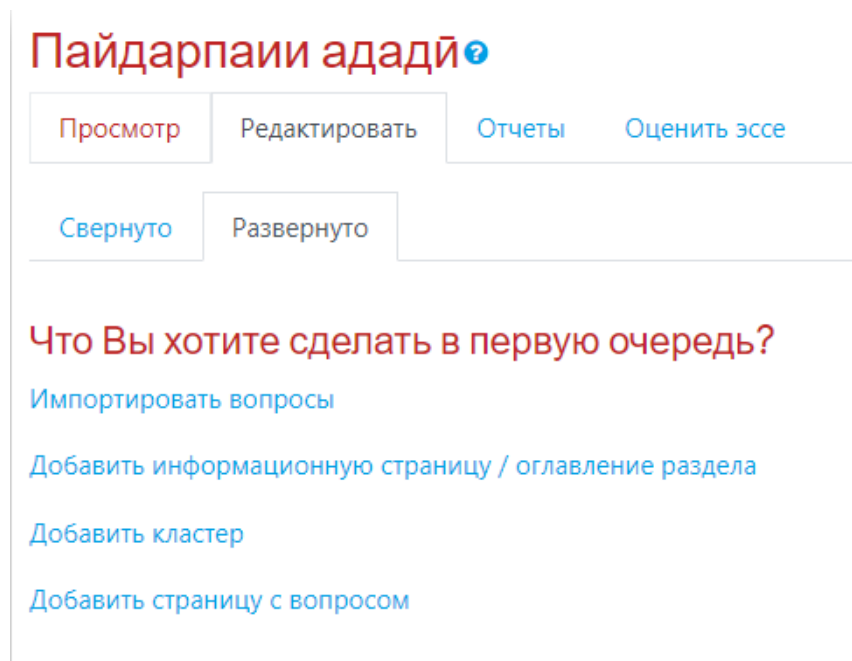 Пайдарпаии ададӣ
Просмотр Редактировать Отчеты Оценить эссе
Свернуто Развернуто
Что Вы хотите сделать в первую очередь?
Импортировать вопросы
Добавить информационную страницу / оглавление раздела
Добавить кластер
Добавить страницу с вопросом